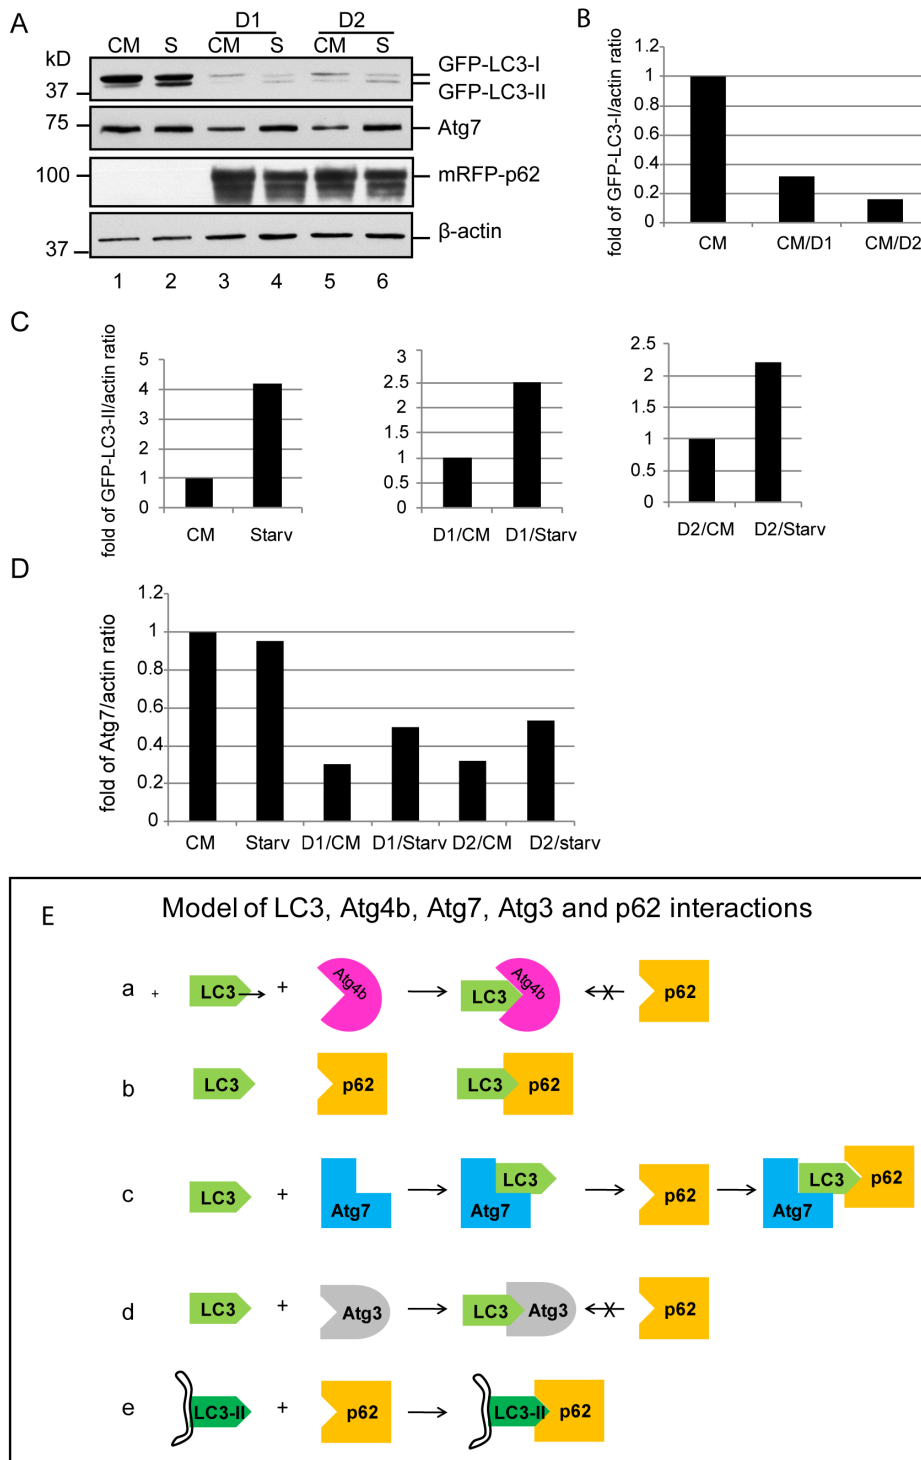 A
D1 D2
CM S CM S CM S
kD
37
GFP-LC3-I
GFP-LC3-II
75
Atg7
100
mRFP-p62
β-actin
37
1 2 3 4 5 6
B
fold of GFP-LC3-I/actin ratio
1.2
1
0.8
0.6
0.4
0.2
0
CM CM/D1 CM/D2
C
fold of GFP-LC3-II/actin ratio
5
4
3
2
1
0
CM Starv
3
2.5
2
1.5
1
0.5
0
D1/CM D1/Starv
2.5
2
1.5
1
0.5
0
D2/CM D2/Starv
D
fold of Atg7/actin ratio
1.2
1
0.8
0.6
0.4
0.2
0
CM Starv D1/CM D1/Starv D2/CM D2/starv
E
Model of LC3, Atg4b, Atg7, Atg3 and p62 interactions
a + LC3 + Atg4b LC3 Atg4b p62
b LC3 p62 LC3 p62
c LC3 + Atg7 LC3 Atg7 p62 LC3 Atg7 p62
d LC3 + Atg3 LC3 Atg3 p62
e LC3-II + p62 LC3-II p62